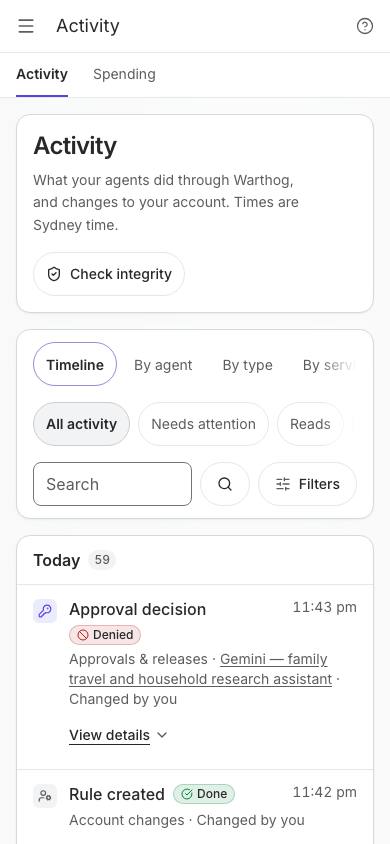 Activity
Activity Spending
Activity
What your agents did through Warthog,
and changes to your account. Times are
Sydney time.
Check integrity
Timeline By agent By type By serv
All activity Needs attention Reads
Search Filters
Today 59
Approval decision 11:43 pm
Denied
Approvals & releases · Gemini — family
travel and household research assistant ·
Changed by you
View details
Rule created Done 11:42 pm
Account changes · Changed by you